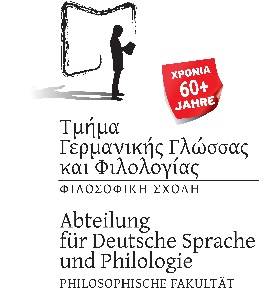 ΧΡΟΝΙΑ
60+
JAHRE
Τμήμα
Γερμανικής Γλώσσας
και Φιλολογίας
ΦΙΛΟΣΟΦΙΚΗ ΣΧΟΛΗ
Abteilung
für Deutsche Sprache
und Philologie
PHILOSOPHISCHE FAKULTÄT